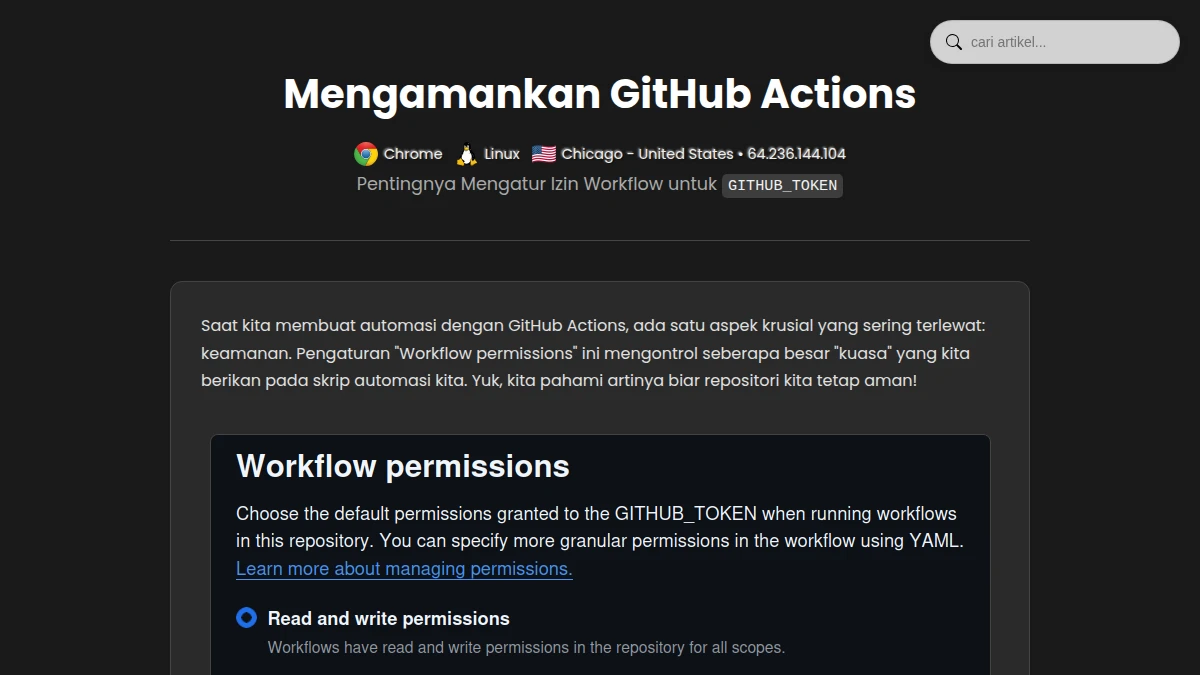 cari artikel...
Mengamankan GitHub Actions
Chrome Linux Chicago - United States • 64.236.144.104
Pentingnya Mengatur Izin Workflow untuk GITHUB_TOKEN
Saat kita membuat automasi dengan GitHub Actions, ada satu aspek krusial yang sering terlewat:
keamanan. Pengaturan "Workflow permissions" ini mengontrol seberapa besar "kuasa" yang kita
berikan pada skrip automasi kita. Yuk, kita pahami artinya biar repositori kita tetap aman!
Workflow permissions
Choose the default permissions granted to the GITHUB_TOKEN when running workflows
in this repository. You can specify more granular permissions in the workflow using YAML.
Learn more about managing permissions.
Read and write permissions
Workflows have read and write permissions in the repository for all scopes.